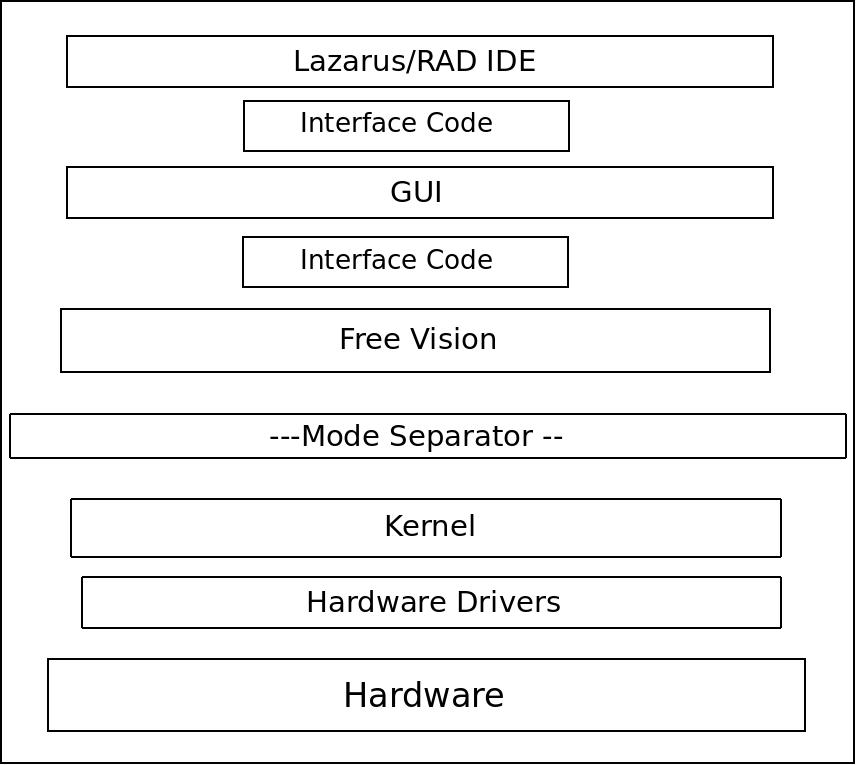 Lazarus/RAD IDE
Interface Code
GUI
Interface Code
Free Vision
---Mode Separator --
Kernel
Hardware Drivers
Hardware